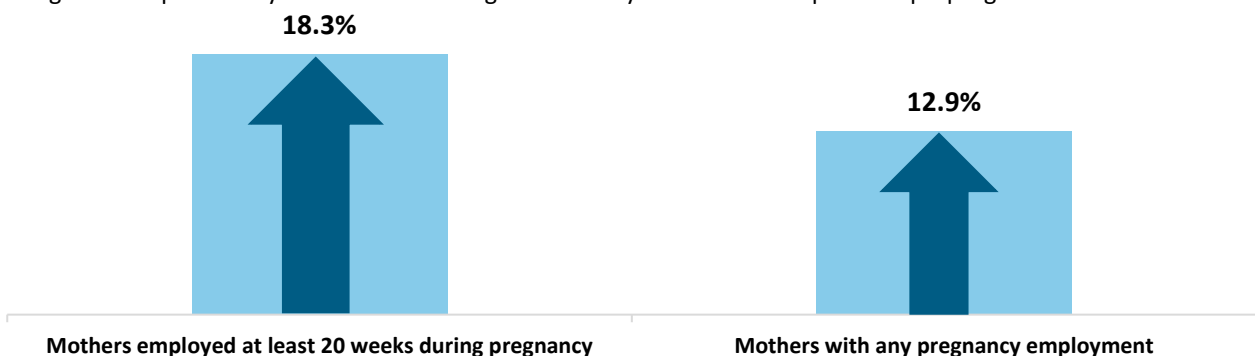 18.3%
12.9%
Mothers employed at least 20 weeks during pregnancy
Mothers with any pregnancy employment